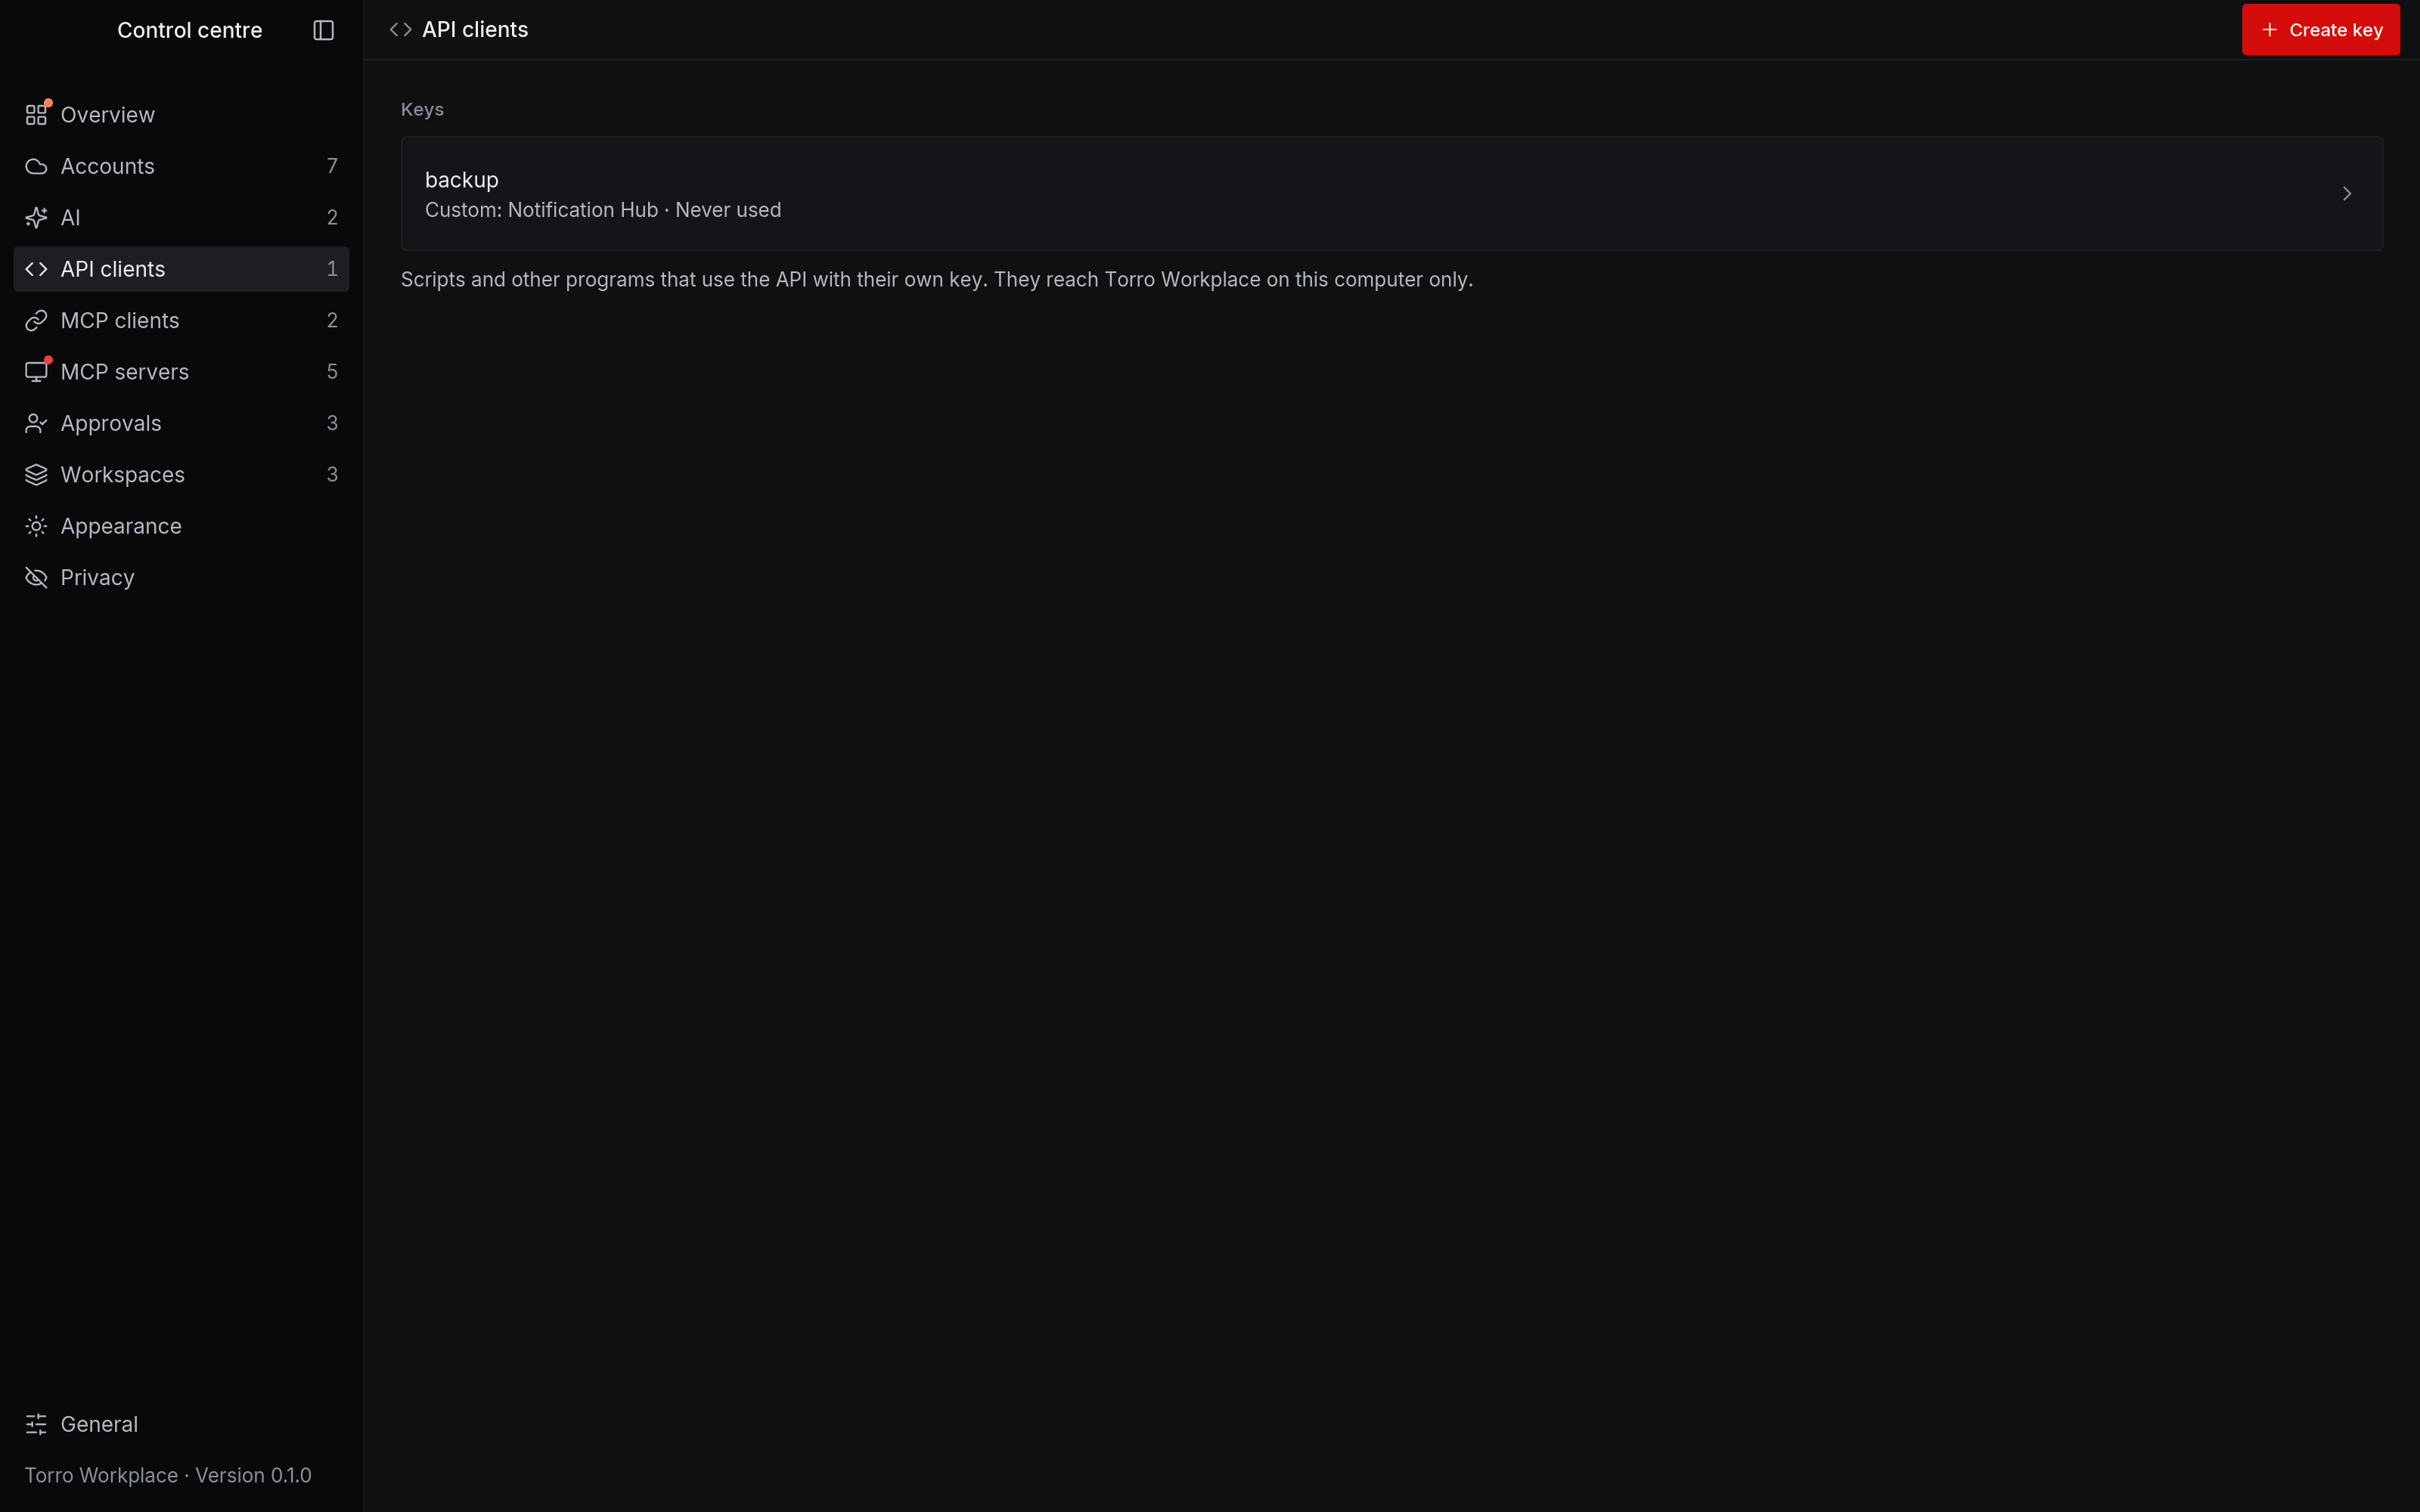 Control centre
Overview
Accounts 7
AI 2
API clients 1
MCP clients 2
MCP servers 5
Approvals 3
Workspaces 3
Appearance
Privacy
General
Torro Workplace · Version 0.1.0
API clients
Create key
Keys
backup
Custom: Notification Hub · Never used
Scripts and other programs that use the API with their own key. They reach Torro Workplace on this computer only.